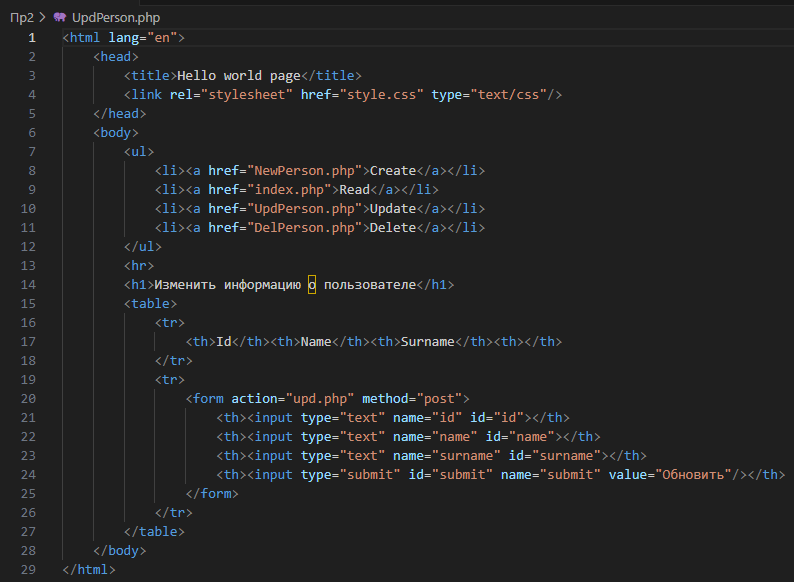 Пр2 > UpdPerson.php
1 <html lang="en">
2 <head>
3 <title>Hello world page</title>
4 <link rel="stylesheet" href="style.css" type="text/css"/>
5 </head>
6 <body>
7 <ul>
8 <li><a href="NewPerson.php">Create</a></li>
9 <li><a href="index.php">Read</a></li>
10 <li><a href="UpdPerson.php">Update</a></li>
11 <li><a href="DelPerson.php">Delete</a></li>
12 </ul>
13 <hr>
14 <h1>Изменить информацию о пользователе</h1>
15 <table>
16 <tr>
17 <th>Id</th><th>Name</th><th>Surname</th><th></th>
18 </tr>
19 <tr>
20 <form action="upd.php" method="post">
21 <th><input type="text" name="id" id="id"></th>
22 <th><input type="text" name="name" id="name"></th>
23 <th><input type="text" name="surname" id="surname"></th>
24 <th><input type="submit" id="submit" name="submit" value="Обновить"/></th>
25 </form>
26 </tr>
27 </table>
28 </body>
29 </html>